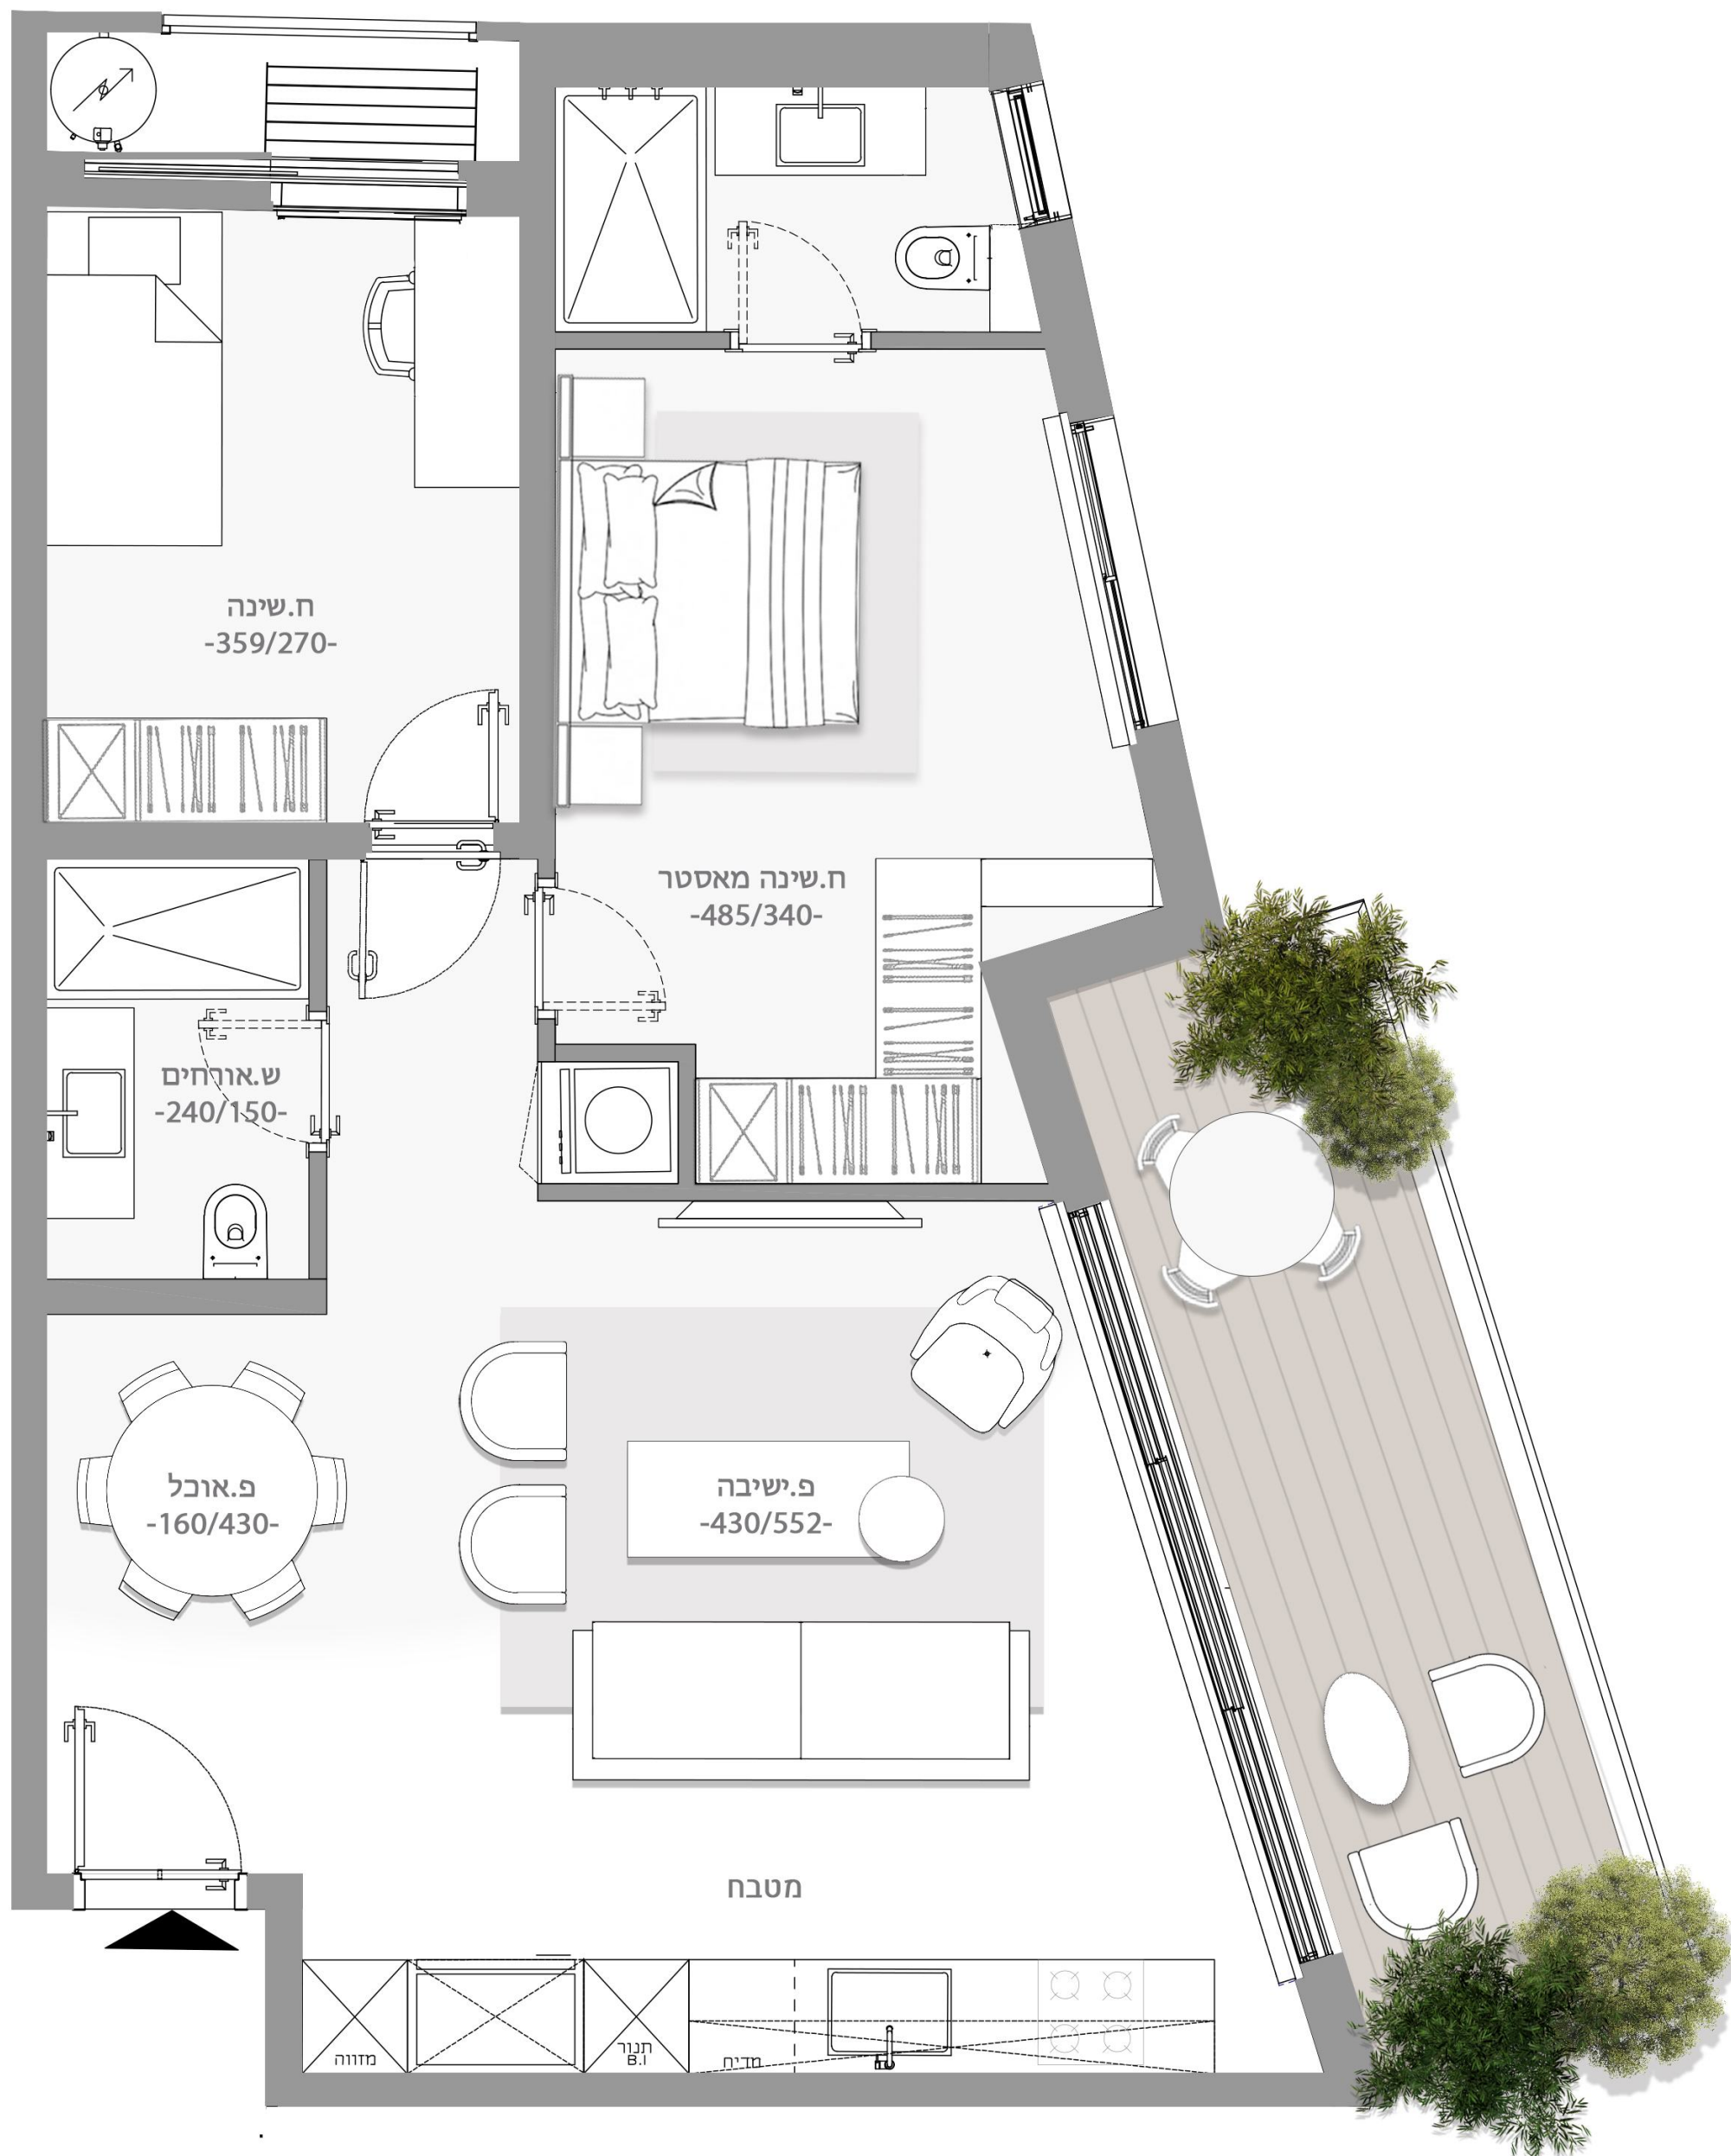 ח.שינה
-359/270-
ח.שינה מאסטר
-485/340-
ש.אורחים
-240/150-
פ.אוכל
-160/430-
פ.ישיבה
-430/552-
מטבח
מזווה
תנור
B.I
מדיח